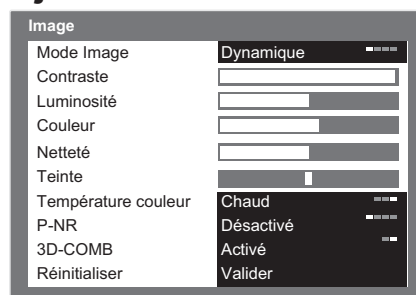 Image
Mode Image Dynamique
Contraste
Luminosité
Couleur
Netteté
Teinte
Température couleur Chaud
P-NR Désactivé
3D-COMB Activé
Réinitialiser Valider